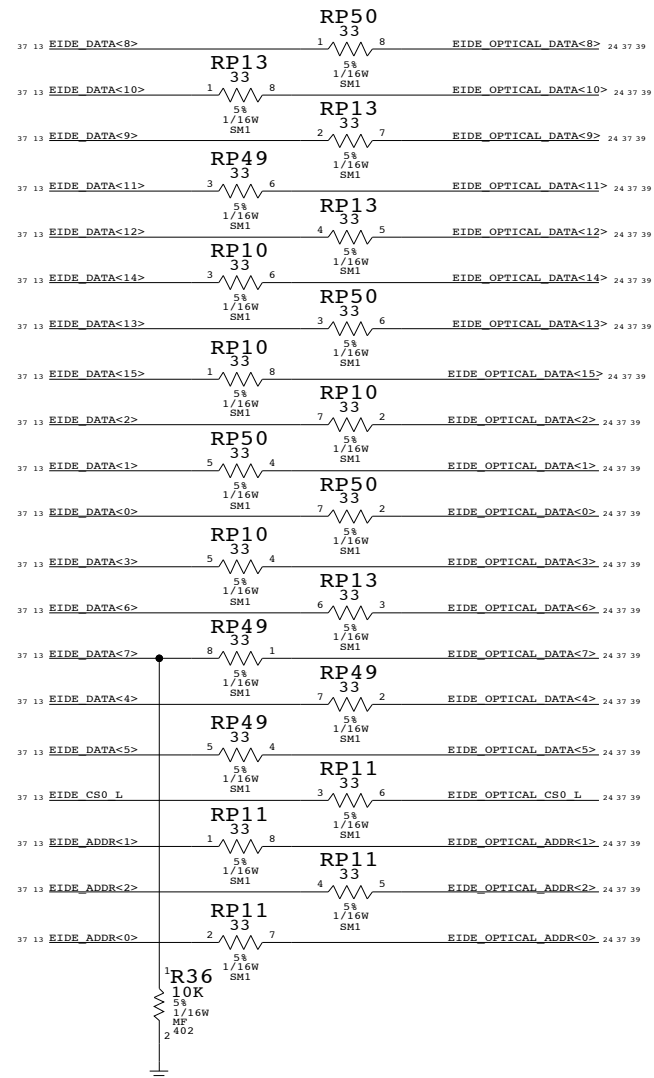 RP50
33
37 13 EIDE_DATA<8> 1 8 EIDE_OPTICAL_DATA<8> 24 37 39
5%
1/16W
SM1
RP13
33
37 13 EIDE_DATA<10> 1 8 EIDE_OPTICAL_DATA<10> 24 37 39
5%
1/16W
SM1
RP13
33
37 13 EIDE_DATA<9> 2 7 EIDE_OPTICAL_DATA<9> 24 37 39
5%
1/16W
SM1
RP49
33
37 13 EIDE_DATA<11> 3 6 EIDE_OPTICAL_DATA<11> 24 37 39
5%
1/16W
SM1
RP13
33
37 13 EIDE_DATA<12> 4 5 EIDE_OPTICAL_DATA<12> 24 37 39
5%
1/16W
SM1
RP10
33
37 13 EIDE_DATA<14> 3 6 EIDE_OPTICAL_DATA<14> 24 37 39
5%
1/16W
SM1
RP50
33
37 13 EIDE_DATA<13> 3 6 EIDE_OPTICAL_DATA<13> 24 37 39
5%
1/16W
SM1
RP10
33
37 13 EIDE_DATA<15> 1 8 EIDE_OPTICAL_DATA<15> 24 37 39
5%
1/16W
SM1
RP10
33
37 13 EIDE_DATA<2> 7 2 EIDE_OPTICAL_DATA<2> 24 37 39
5%
1/16W
SM1
RP50
33
37 13 EIDE_DATA<1> 5 4 EIDE_OPTICAL_DATA<1> 24 37 39
5%
1/16W
SM1
RP50
33
37 13 EIDE_DATA<0> 7 2 EIDE_OPTICAL_DATA<0> 24 37 39
5%
1/16W
SM1
RP10
33
37 13 EIDE_DATA<3> 5 4 EIDE_OPTICAL_DATA<3> 24 37 39
5%
1/16W
SM1
RP13
33
37 13 EIDE_DATA<6> 6 3 EIDE_OPTICAL_DATA<6> 24 37 39
5%
1/16W
SM1
RP49
33
37 13 EIDE_DATA<7> 8 1 EIDE_OPTICAL_DATA<7> 24 37 39
5%
1/16W
SM1
RP49
33
37 13 EIDE_DATA<4> 7 2 EIDE_OPTICAL_DATA<4> 24 37 39
5%
1/16W
SM1
RP49
33
37 13 EIDE_DATA<5> 5 4 EIDE_OPTICAL_DATA<5> 24 37 39
5%
1/16W
SM1
RP11
33
37 13 EIDE_CS0_L 3 6 EIDE_OPTICAL_CS0_L 24 37 39
5%
1/16W
SM1
RP11
33
37 13 EIDE_ADDR<1> 1 8 EIDE_OPTICAL_ADDR<1> 24 37 39
5%
1/16W
SM1
RP11
33
37 13 EIDE_ADDR<2> 4 5 EIDE_OPTICAL_ADDR<2> 24 37 39
5%
1/16W
SM1
RP11
33
37 13 EIDE_ADDR<0> 2 7 EIDE_OPTICAL_ADDR<0> 24 37 39
5%
1/16W
SM1
1 R36
10K
5%
1/16W
MF
2 402